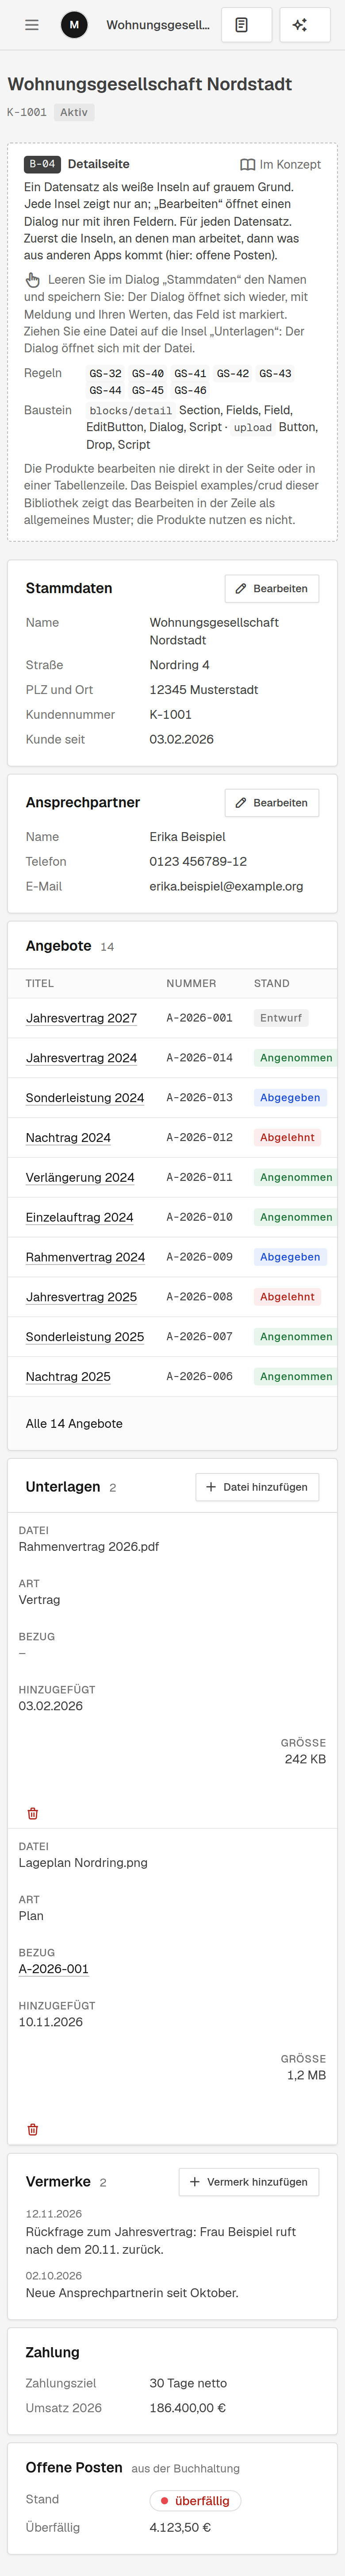 M
Wohnungsgesell...
Wohnungsgesellschaft Nordstadt
K-1001 Aktiv
B-04 Detailseite Im Konzept
Ein Datensatz als weiße Inseln auf grauem Grund.
Jede Insel zeigt nur an; „Bearbeiten“ öffnet einen
Dialog nur mit ihren Feldern. Für jeden Datensatz.
Zuerst die Inseln, an denen man arbeitet, dann was
aus anderen Apps kommt (hier: offene Posten).
Leeren Sie im Dialog „Stammdaten“ den Namen
und speichern Sie: Der Dialog öffnet sich wieder, mit
Meldung und Ihren Werten, das Feld ist markiert.
Ziehen Sie eine Datei auf die Insel „Unterlagen“: Der
Dialog öffnet sich mit der Datei.
Regeln GS-32 GS-40 GS-41 GS-42 GS-43
GS-44 GS-45 GS-46
Baustein blocks/detail Section, Fields, Field,
EditButton, Dialog, Script · upload Button,
Drop, Script
Die Produkte bearbeiten nie direkt in der Seite oder in
einer Tabellenzeile. Das Beispiel examples/crud dieser
Bibliothek zeigt das Bearbeiten in der Zeile als
allgemeines Muster; die Produkte nutzen es nicht.
Stammdaten Bearbeiten
Name Wohnungsgesellschaft
Nordstadt
Straße Nordring 4
PLZ und Ort 12345 Musterstadt
Kundennummer K-1001
Kunde seit 03.02.2026
Ansprechpartner Bearbeiten
Name Erika Beispiel
Telefon 0123 456789-12
E-Mail erika.beispiel@example.org
Angebote 14
TITEL NUMMER STAND
Jahresvertrag 2027 A-2026-001 Entwurf
Jahresvertrag 2024 A-2026-014 Angenommen
Sonderleistung 2024 A-2026-013 Abgegeben
Nachtrag 2024 A-2026-012 Abgelehnt
Verlängerung 2024 A-2026-011 Angenommen
Einzelauftrag 2024 A-2026-010 Angenommen
Rahmenvertrag 2024 A-2026-009 Abgegeben
Jahresvertrag 2025 A-2026-008 Abgelehnt
Sonderleistung 2025 A-2026-007 Angenommen
Nachtrag 2025 A-2026-006 Angenommen
Alle 14 Angebote
Unterlagen 2 Datei hinzufügen
DATEI
Rahmenvertrag 2026.pdf
ART
Vertrag
BEZUG
–
HINZUGEFÜGT
03.02.2026
GRÖSSE
242 KB
DATEI
Lageplan Nordring.png
ART
Plan
BEZUG
A-2026-001
HINZUGEFÜGT
10.11.2026
GRÖSSE
1,2 MB
Vermerke 2 Vermerk hinzufügen
12.11.2026
Rückfrage zum Jahresvertrag: Frau Beispiel ruft
nach dem 20.11. zurück.
02.10.2026
Neue Ansprechpartnerin seit Oktober.
Zahlung
Zahlungsziel 30 Tage netto
Umsatz 2026 186.400,00 €
Offene Posten aus der Buchhaltung
Stand überfällig
Überfällig 4.123,50 €